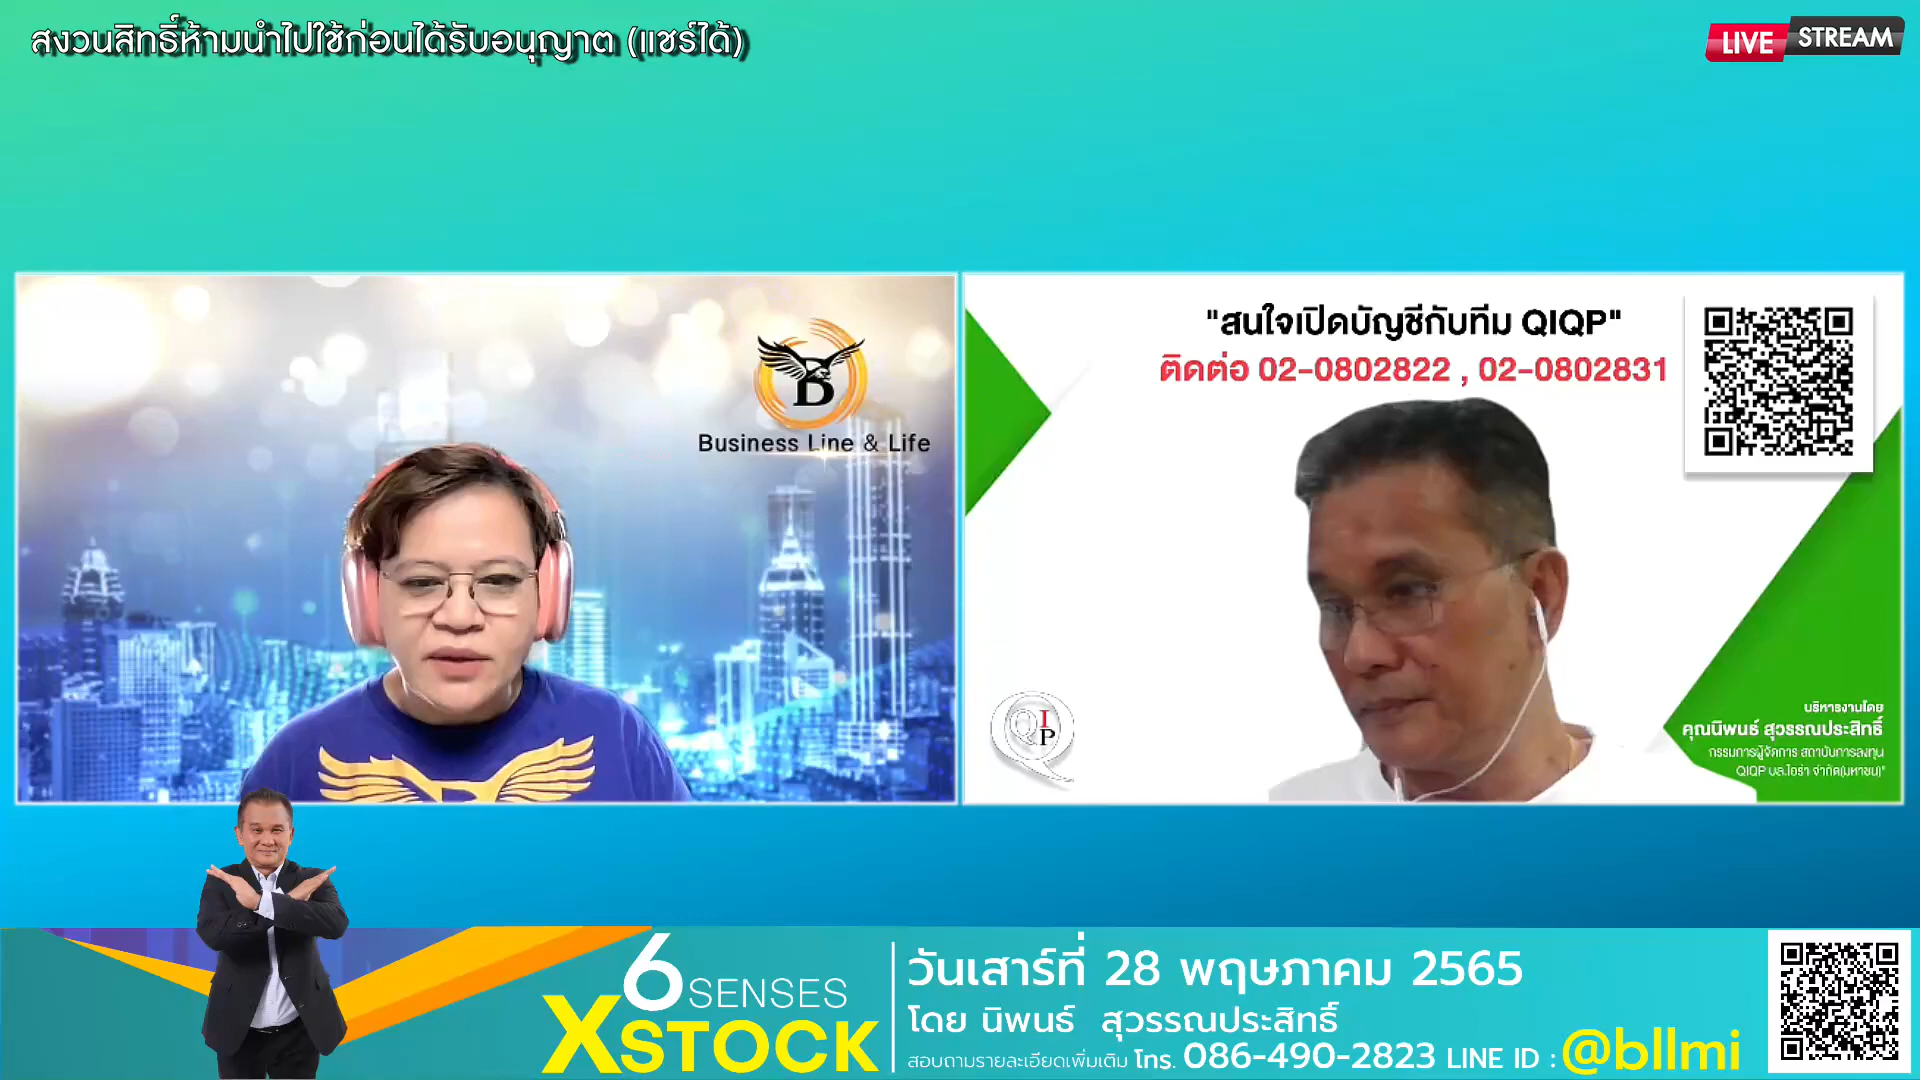 สงวนสิทธิ์ห้ามนำไปใช้ก่อนได้รับอนุญาต (แชร์ได้)
LIVE STREAM
B
Business Line & Life
"สนใจเปิดบัญชีกับทีม QIQP"
ติดต่อ 02-0802822 , 02-0802831
QIP
บริหารงานโดย
คุณนิพนธ์ สุวรรณประสิทธิ์
กรรมการผู้จัดการ สถาบันการลงทุน
QIQP บล.ไอร่า จำกัด(มหาชน)"
6 SENSES
XSTOCK
วันเสาร์ที่ 28 พฤษภาคม 2565
โดย นิพนธ์ สุวรรณประสิทธิ์
สอบถามรายละเอียดเพิ่มเติม โทร. 086-490-2823 LINE ID : @bllmi